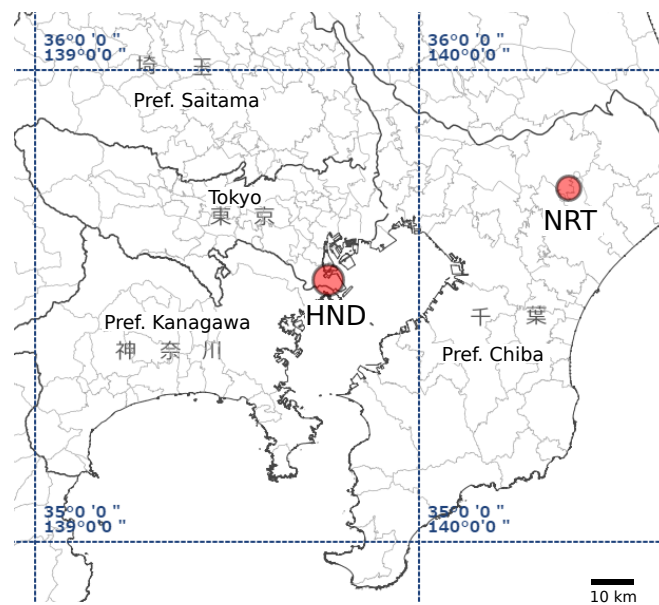 36°0 '0 "
139°0'0 "
36°0 '0 "
140°0'0 "
埼 玉
Pref. Saitama
Tokyo
東 京
NRT
HND
Pref. Kanagawa
神 奈 川
千 葉
Pref. Chiba
35°0 '0 "
139°0'0 "
35°0 '0 "
140°0'0 "
10 km